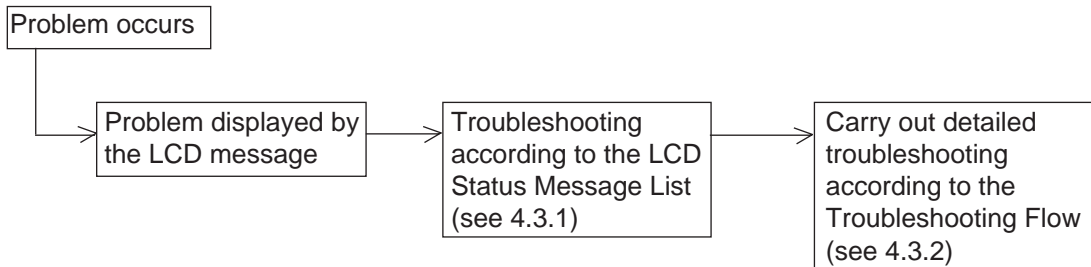 Problem occurs
Problem displayed by
the LCD message
Troubleshooting
according to the LCD
Status Message List
(see 4.3.1)
Carry out detailed
troubleshooting
according to the
Troubleshooting Flow
(see 4.3.2)